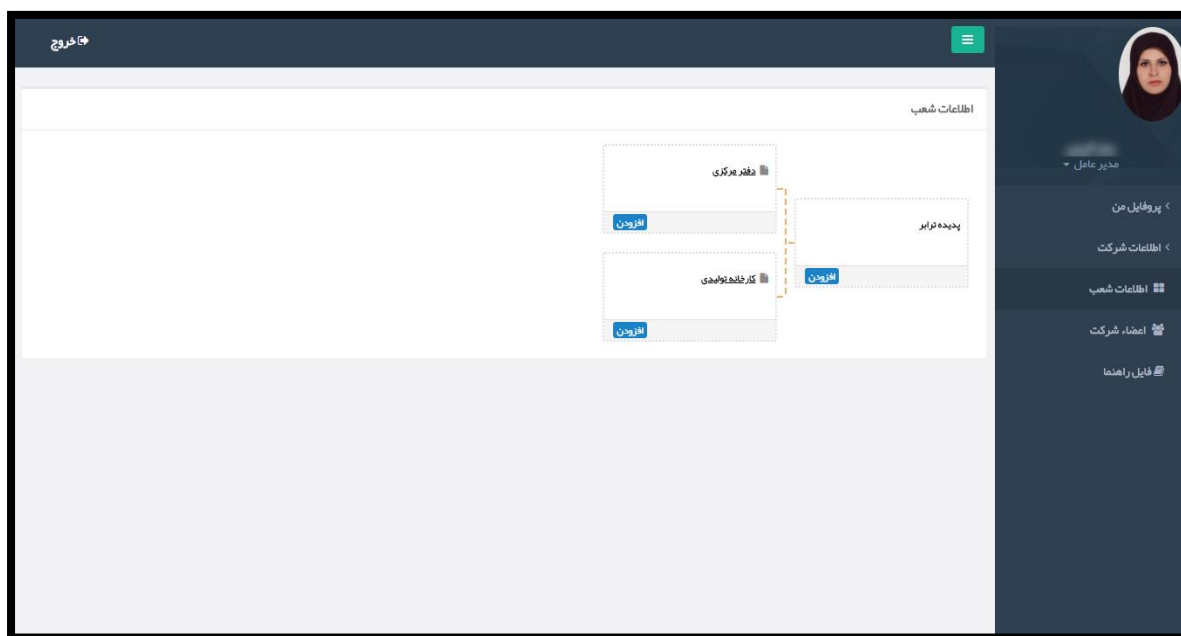 خروج
مدیر عامل
پروفایل من
اطلاعات شرکت
اطلاعات شعب
اعضاء شرکت
فایل راهنما
اطلاعات شعب
پدیده ترابر
افزودن
دفتر مرکزی
افزودن
کارخانه تولیدی
افزودن